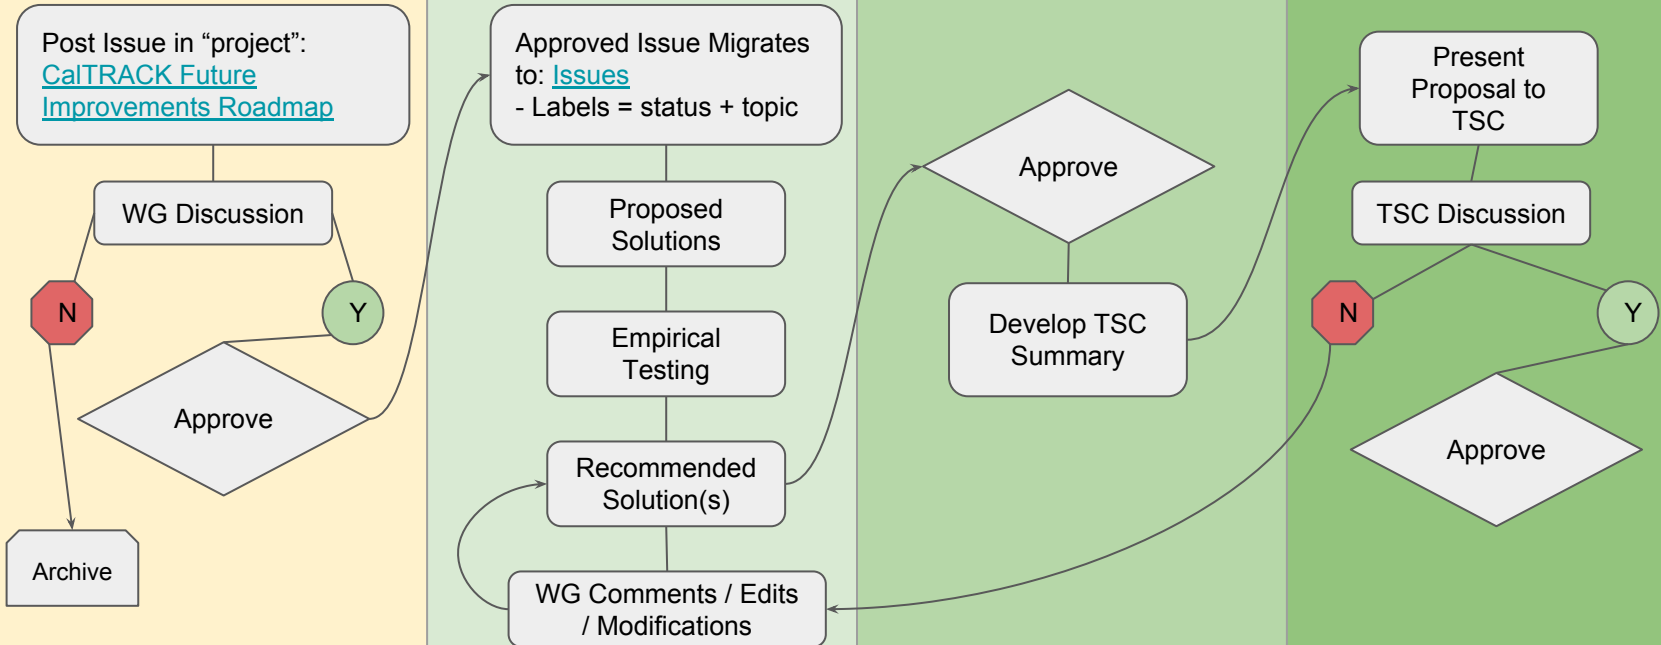 Post Issue in “project”:
CalTRACK Future
Improvements Roadmap
WG Discussion
N
Y
Approve
Archive
Approved Issue Migrates
to: Issues
- Labels = status + topic
Proposed
Solutions
Empirical
Testing
Recommended
Solution(s)
WG Comments / Edits
/ Modifications
Approve
Develop TSC
Summary
Present
Proposal to
TSC
TSC Discussion
N
Y
Approve